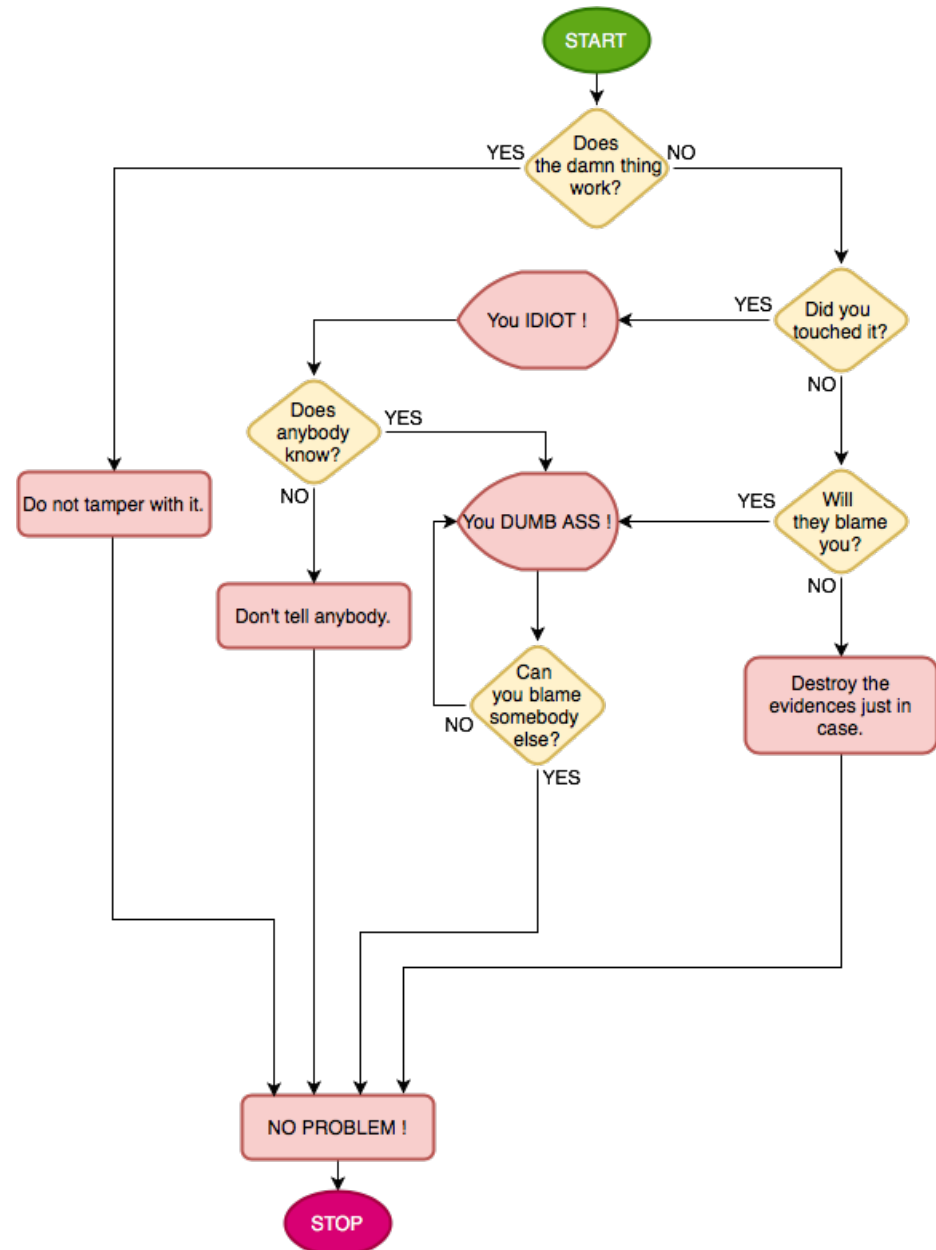 START
Does
the damn thing
work?
YES
NO
You IDIOT !
YES
Did you
touched it?
NO
Does
anybody
know?
YES
NO
Do not tamper with it.
You DUMB ASS !
YES
Will
they blame
you?
NO
Don't tell anybody.
Can
you blame
somebody
else?
NO
YES
Destroy the
evidences just in
case.
NO PROBLEM !
STOP